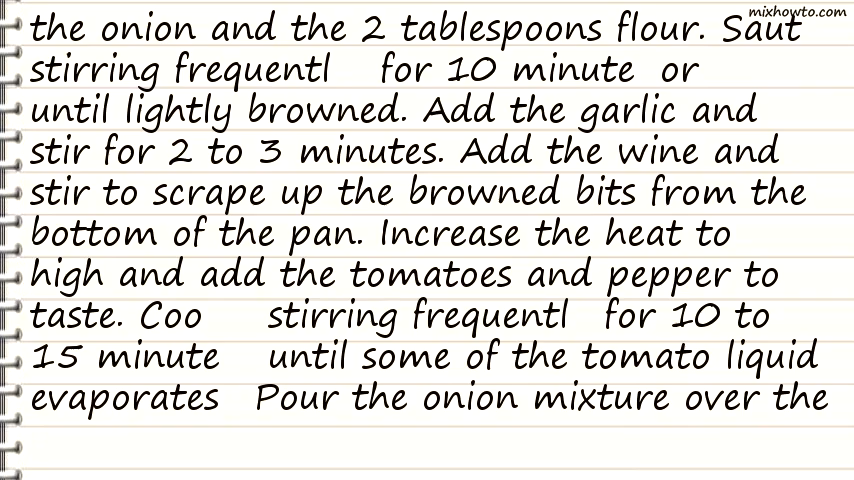 mixhowto.com
the onion and the 2 tablespoons flour. Saut
stirring frequentl for 10 minute or
until lightly browned. Add the garlic and
stir for 2 to 3 minutes. Add the wine and
stir to scrape up the browned bits from the
bottom of the pan. Increase the heat to
high and add the tomatoes and pepper to
taste. Coo stirring frequentl for 10 to
15 minute until some of the tomato liquid
evaporates Pour the onion mixture over the